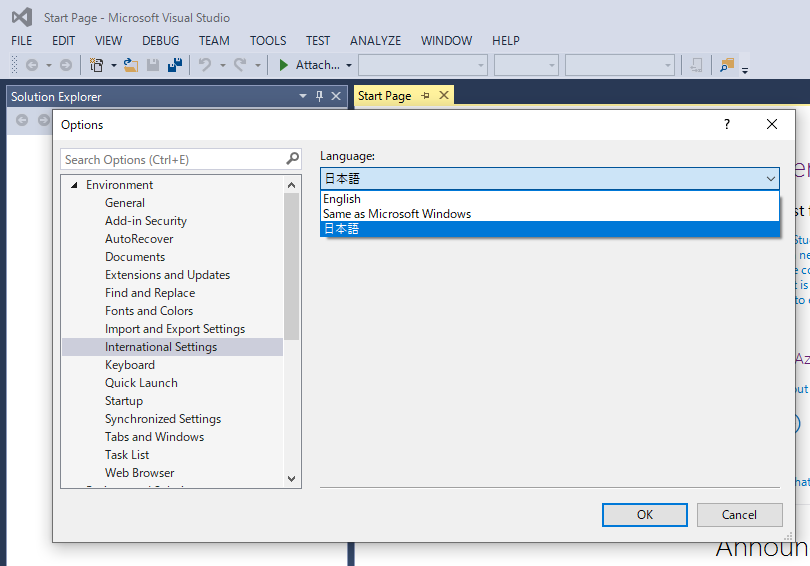 Start Page - Microsoft Visual Studio
FILE EDIT VIEW DEBUG TEAM TOOLS TEST ANALYZE WINDOW HELP
Attach...
Solution Explorer
Start Page
Options
?
Search Options (Ctrl+E)
Environment
General
Add-in Security
AutoRecover
Documents
Extensions and Updates
Find and Replace
Fonts and Colors
Import and Export Settings
International Settings
Keyboard
Quick Launch
Startup
Synchronized Settings
Tabs and Windows
Task List
Web Browser
Language:
日本語
English
Same as Microsoft Windows
日本語
OK Cancel
Announ